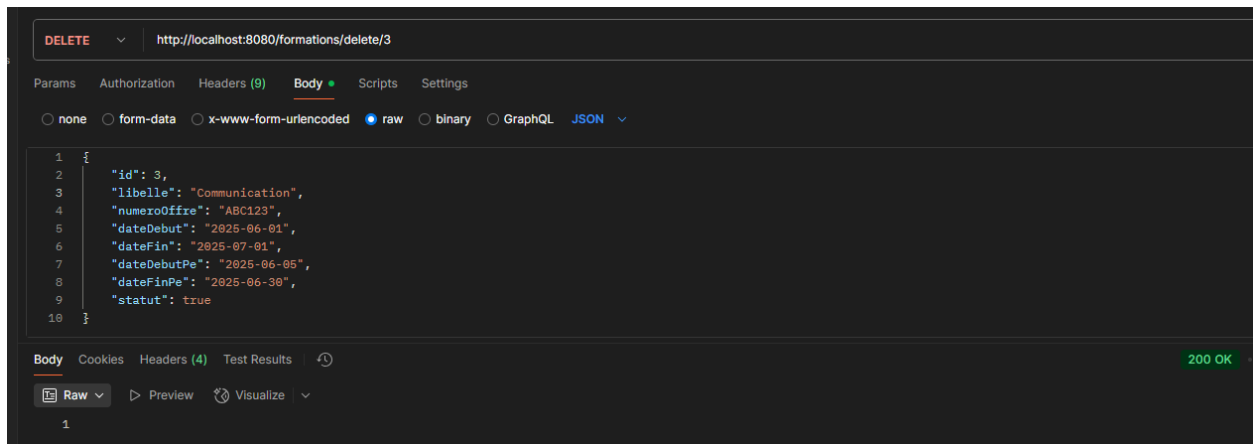 DELETE http://localhost:8080/formations/delete/3
Params Authorization Headers (9) Body Scripts Settings
none form-data x-www-form-urlencoded raw binary GraphQL JSON
1 {
2 "id": 3,
3 "libelle": "Communication",
4 "numeroOffre": "ABC123",
5 "dateDebut": "2025-06-01",
6 "dateFin": "2025-07-01",
7 "dateDebutPe": "2025-06-05",
8 "dateFinPe": "2025-06-30",
9 "statut": true
10 }
Body Cookies Headers (4) Test Results 200 OK
Raw Preview Visualize
1